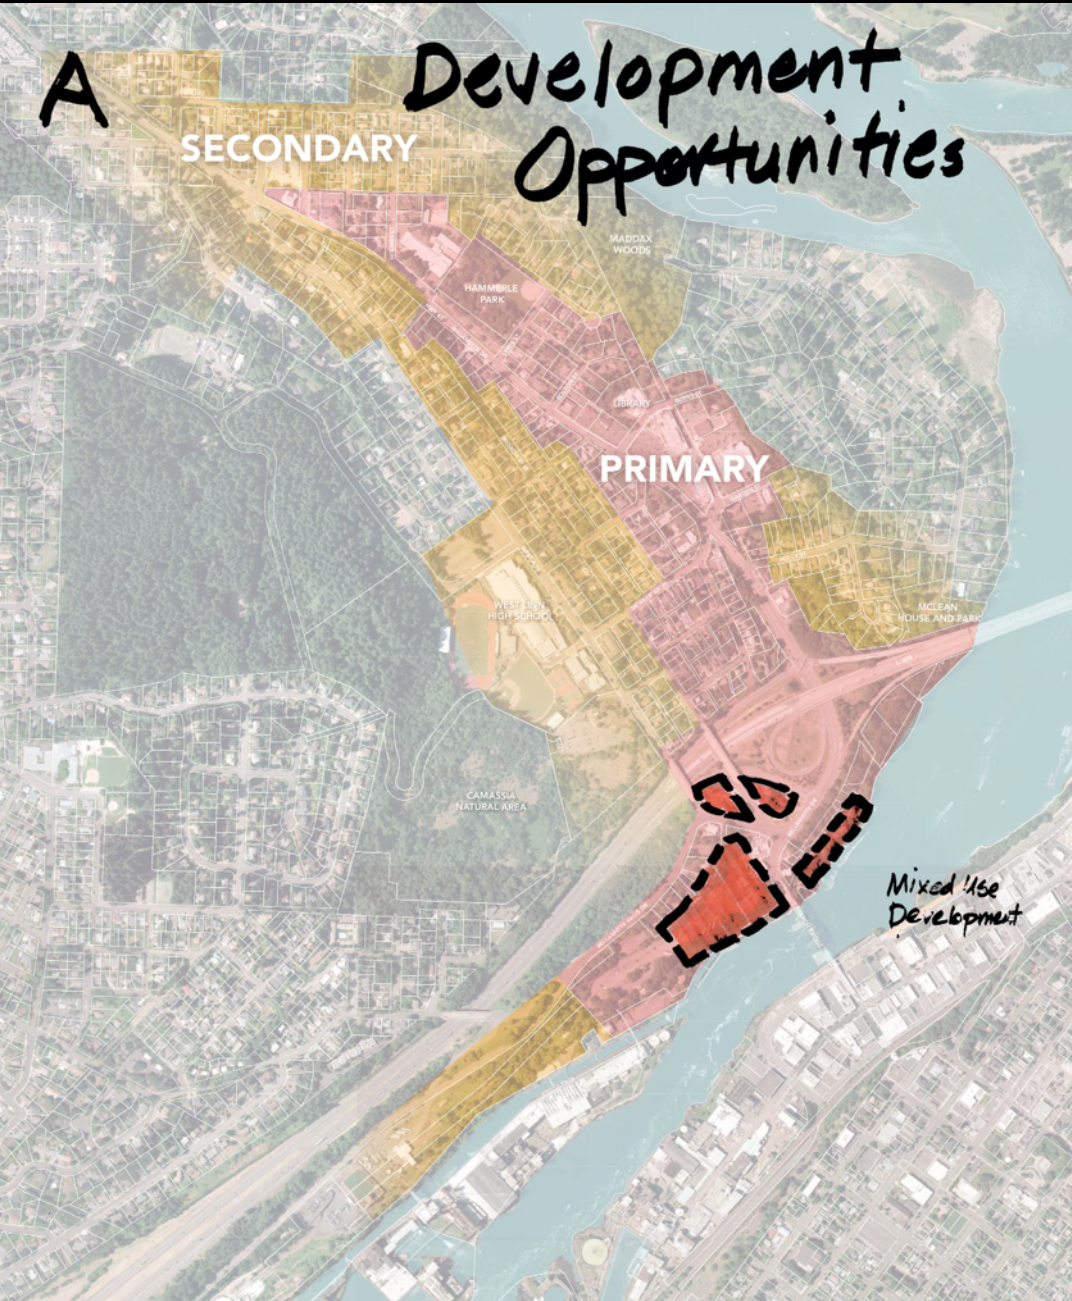 A
Development
Opportunities
SECONDARY
MADDAX
WOODS
HAMMERLE
PARK
LIBRARY
PRIMARY
WEST LINN
HIGH SCHOOL
MCLEAN
HOUSE AND PARK
I-205
CAMASSIA
NATURAL AREA
Mixed Use
Development